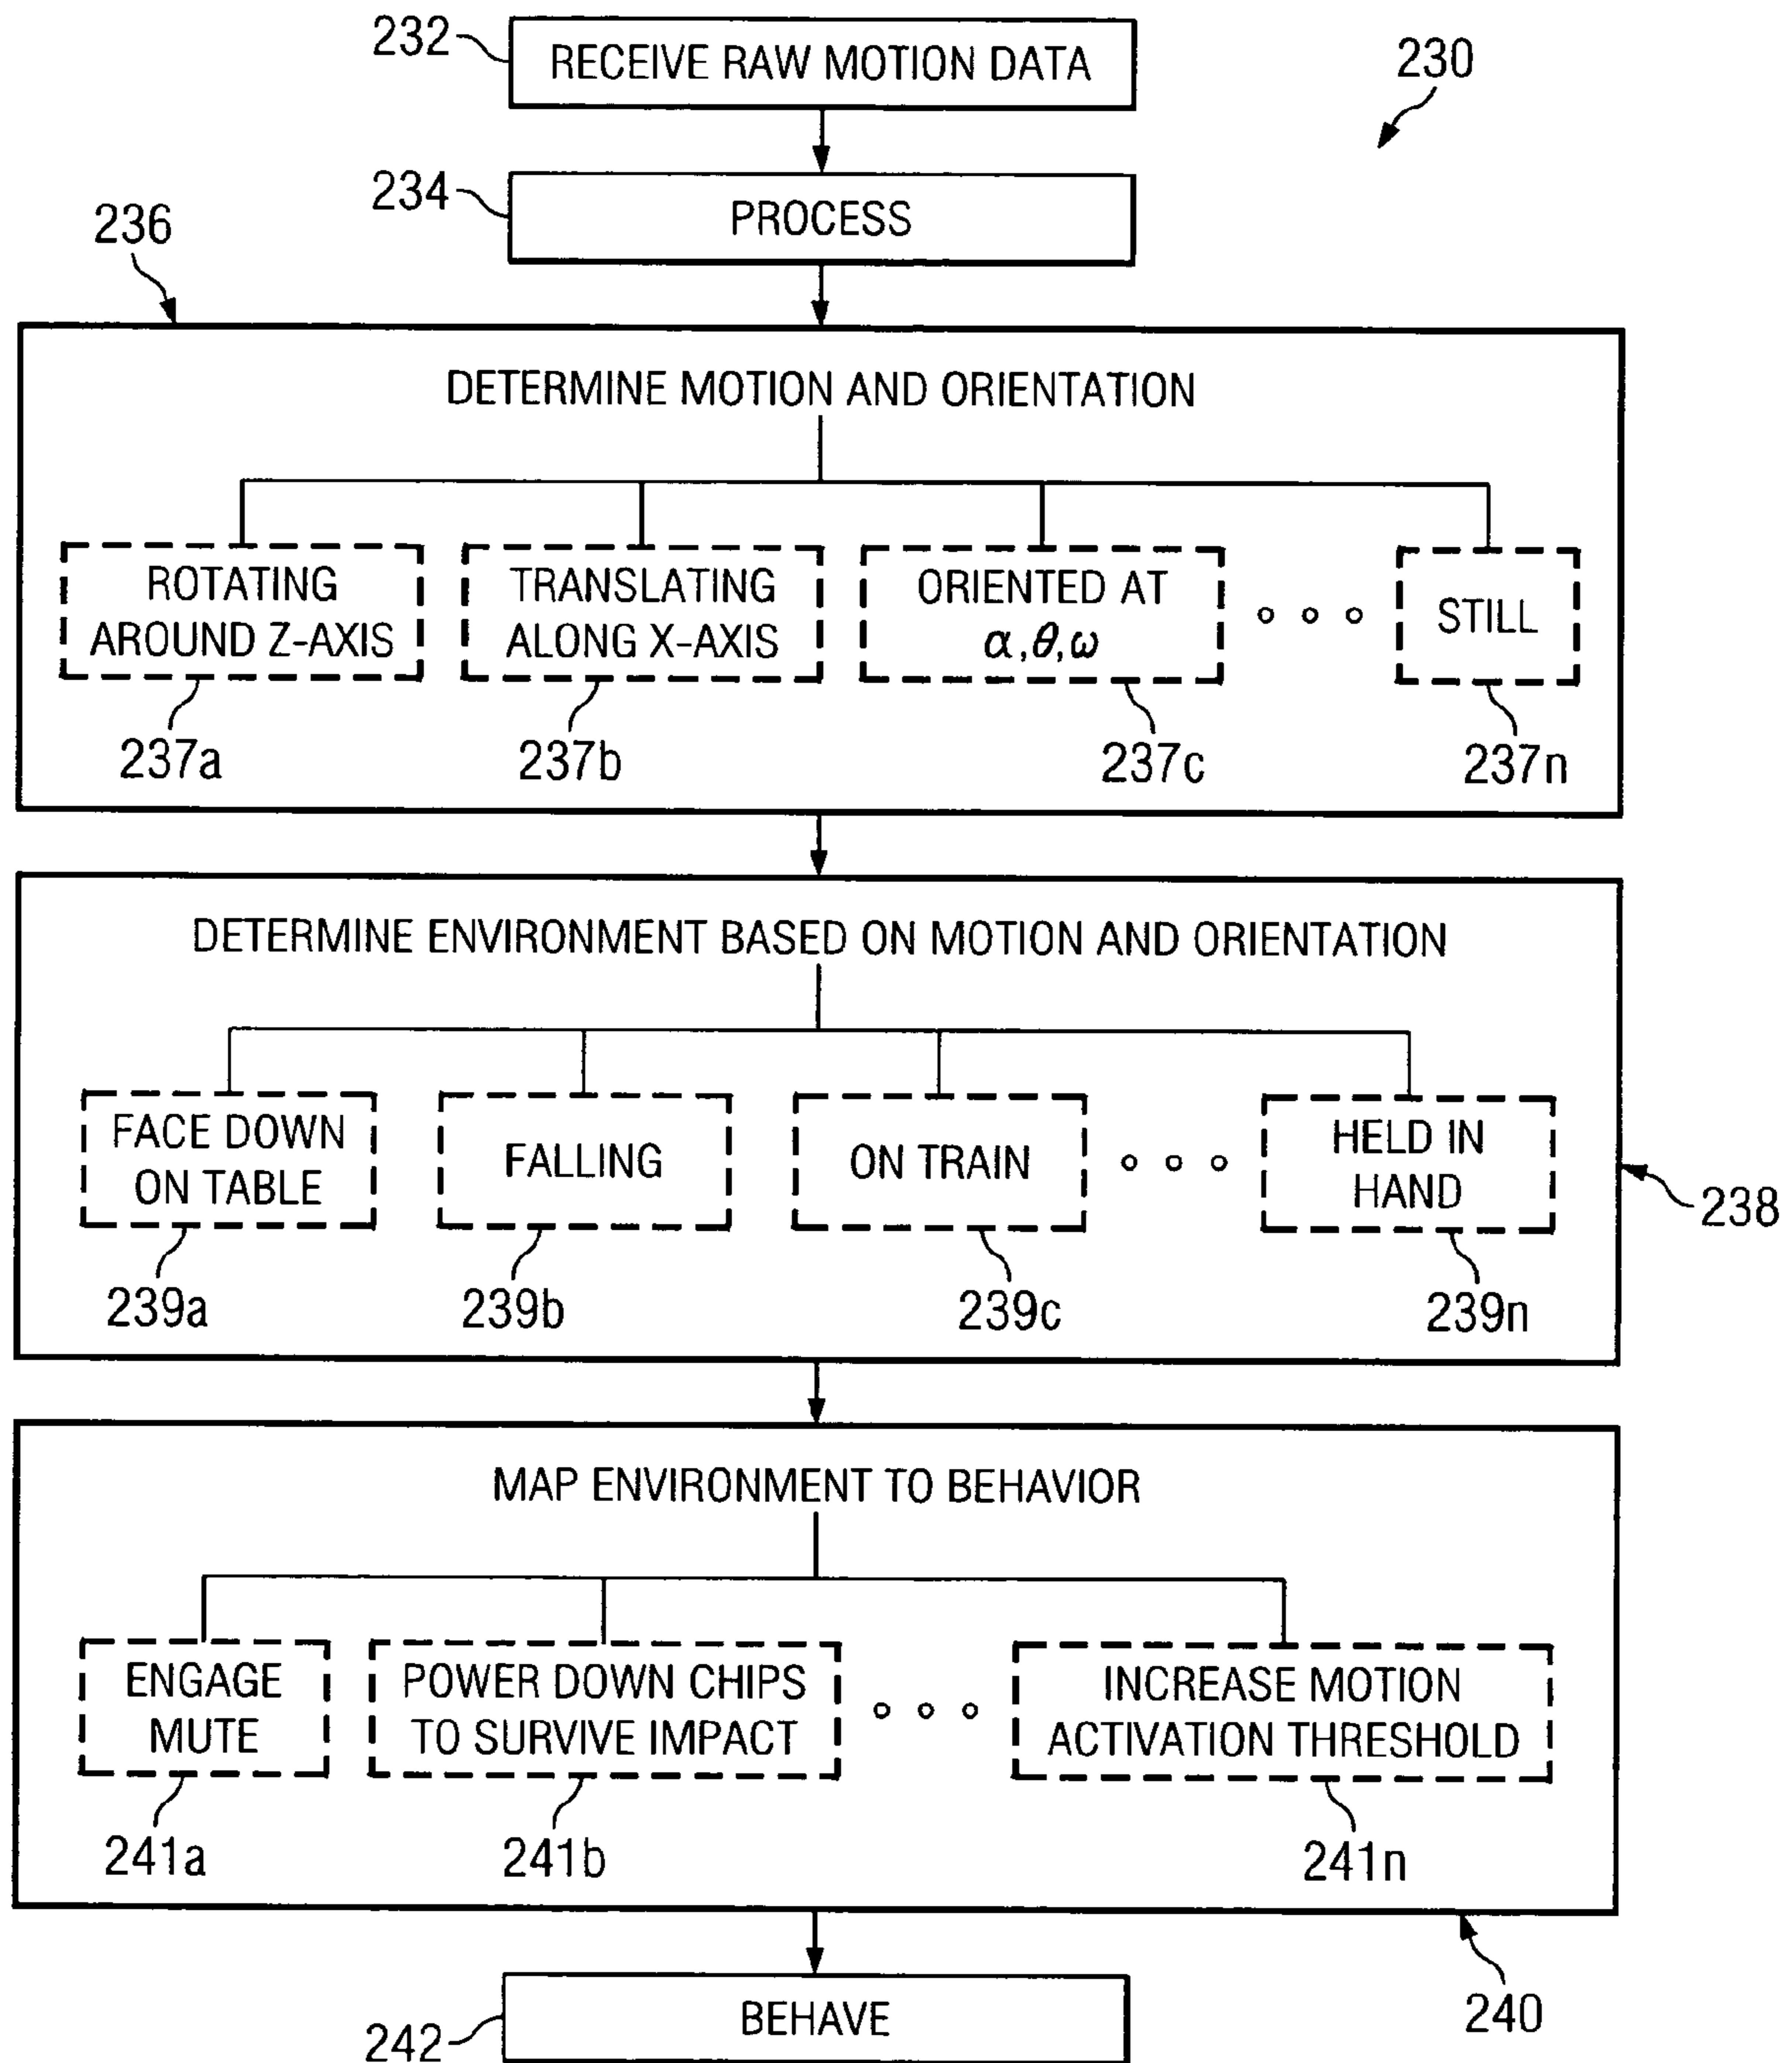 232
RECEIVE RAW MOTION DATA
230
234
PROCESS
236
DETERMINE MOTION AND ORIENTATION
ROTATING
AROUND Z-AXIS
TRANSLATING
ALONG X-AXIS
ORIENTED AT
α,θ,ω
STILL
237a
237b
237c
237n
DETERMINE ENVIRONMENT BASED ON MOTION AND ORIENTATION
FACE DOWN
ON TABLE
FALLING
ON TRAIN
HELD IN
HAND
238
239a
239b
239c
239n
MAP ENVIRONMENT TO BEHAVIOR
ENGAGE
MUTE
POWER DOWN CHIPS
TO SURVIVE IMPACT
INCREASE MOTION
ACTIVATION THRESHOLD
241a
241b
241n
240
BEHAVE
242